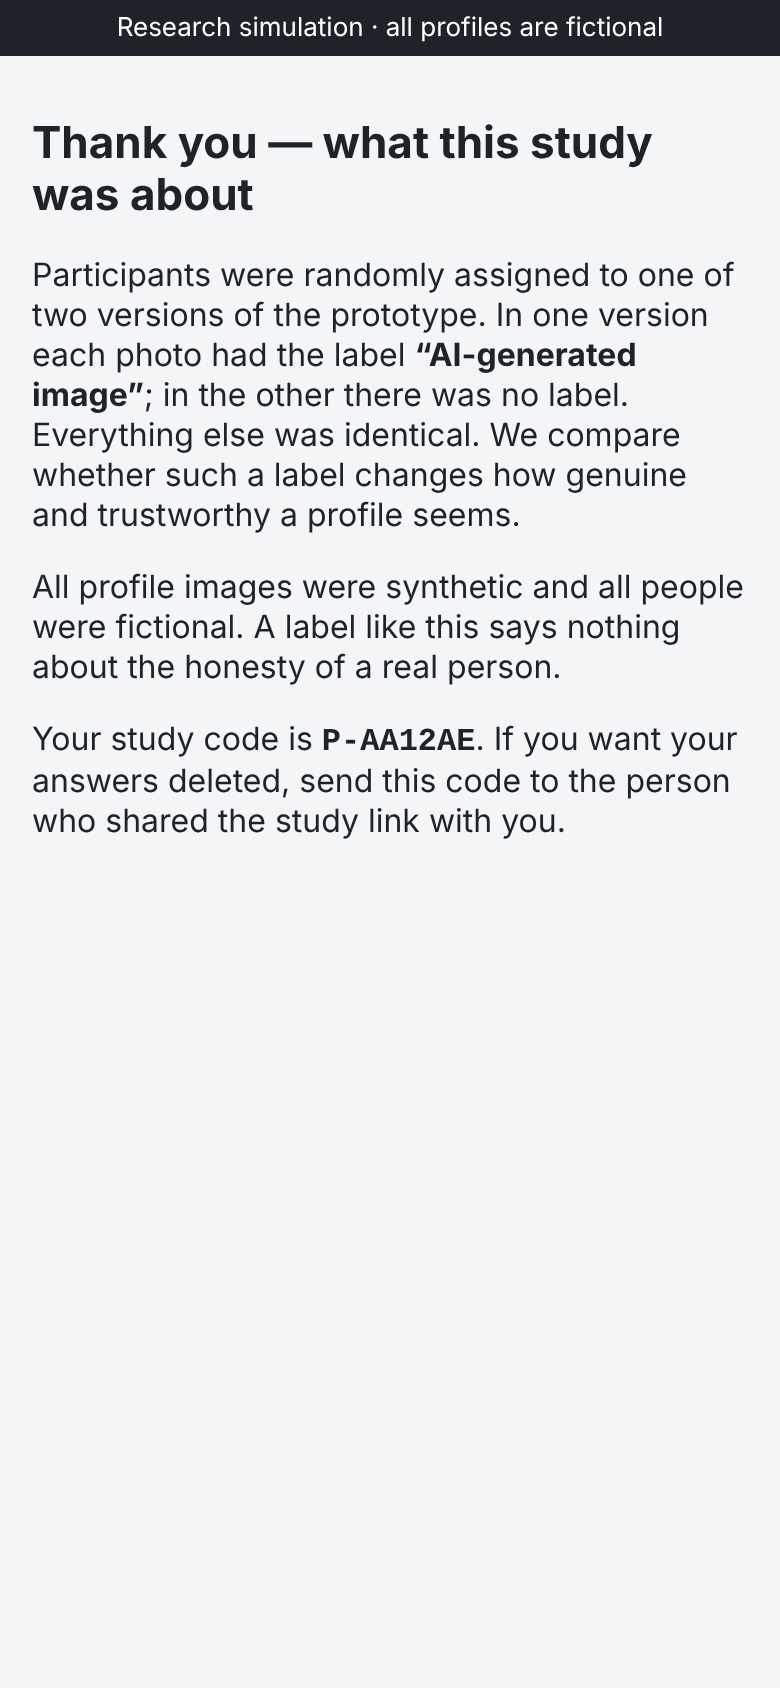 Research simulation · all profiles are fictional
Thank you — what this study
was about
Participants were randomly assigned to one of
two versions of the prototype. In one version
each photo had the label “AI-generated
image”; in the other there was no label.
Everything else was identical. We compare
whether such a label changes how genuine
and trustworthy a profile seems.
All profile images were synthetic and all people
were fictional. A label like this says nothing
about the honesty of a real person.
Your study code is P-AA12AE. If you want your
answers deleted, send this code to the person
who shared the study link with you.